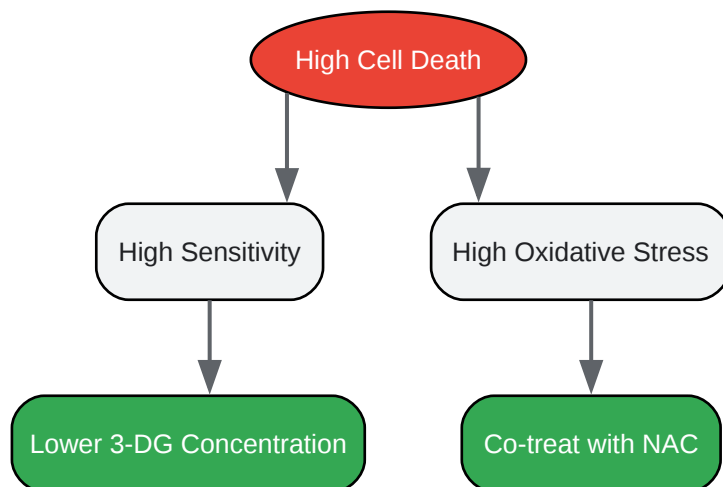 High Cell Death
High Sensitivity
High Oxidative Stress
Lower 3-DG Concentration
Co-treat with NAC